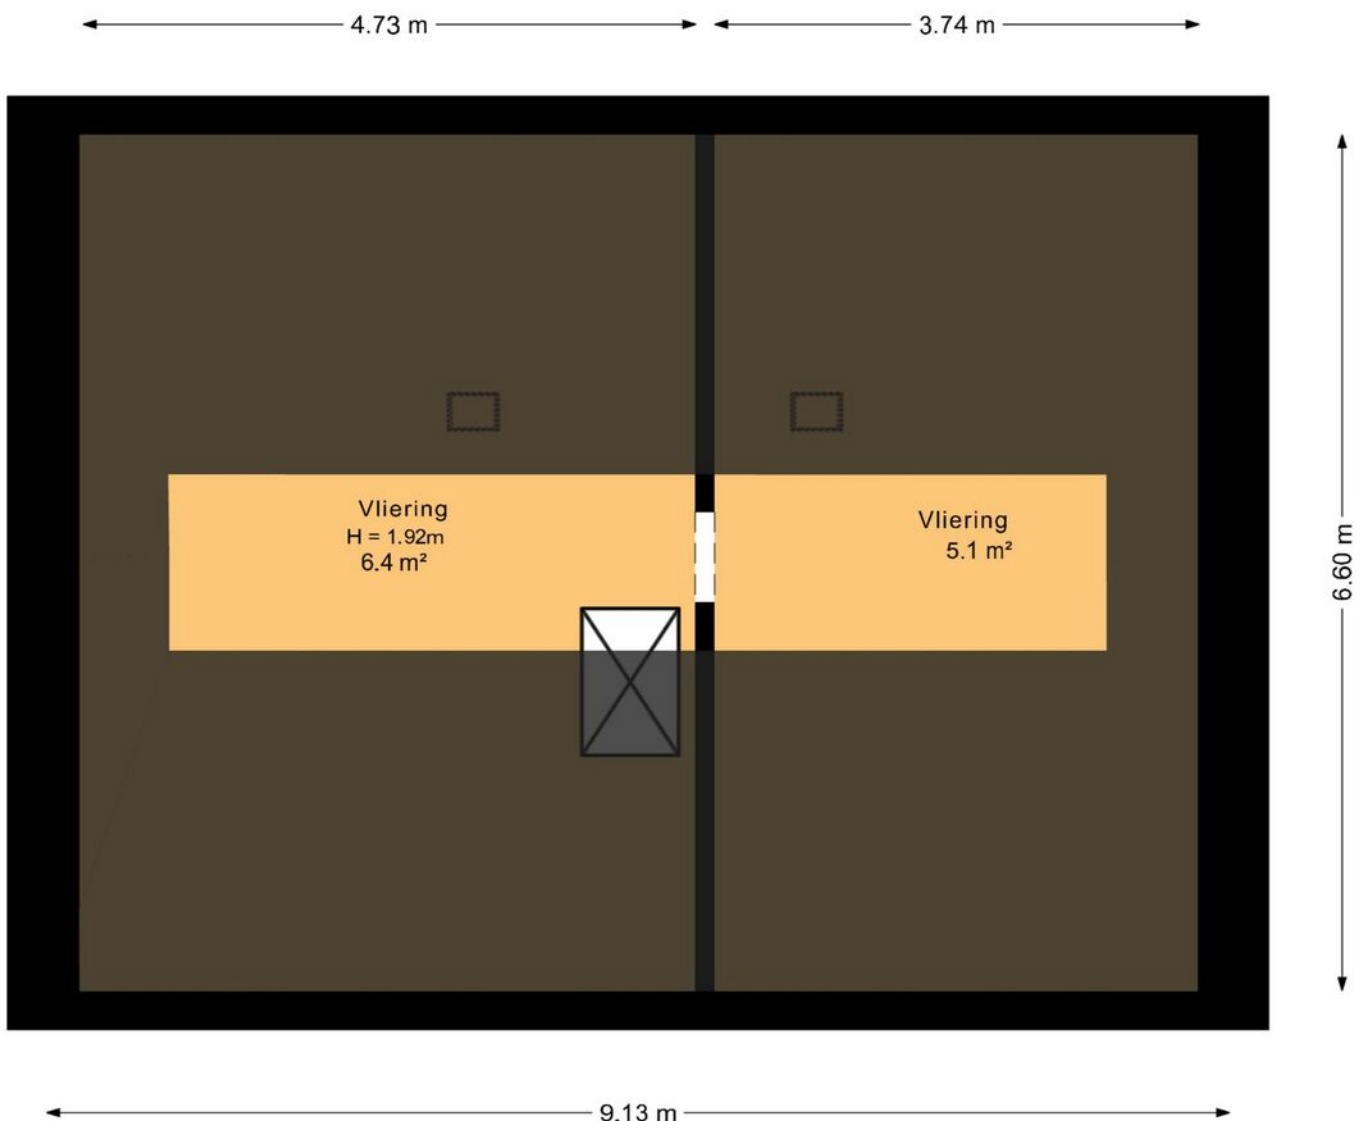 4.73 m
3.74 m
Vliering
H = 1.92m
6.4 m²
Vliering
5.1 m²
6.60 m
9.13 m